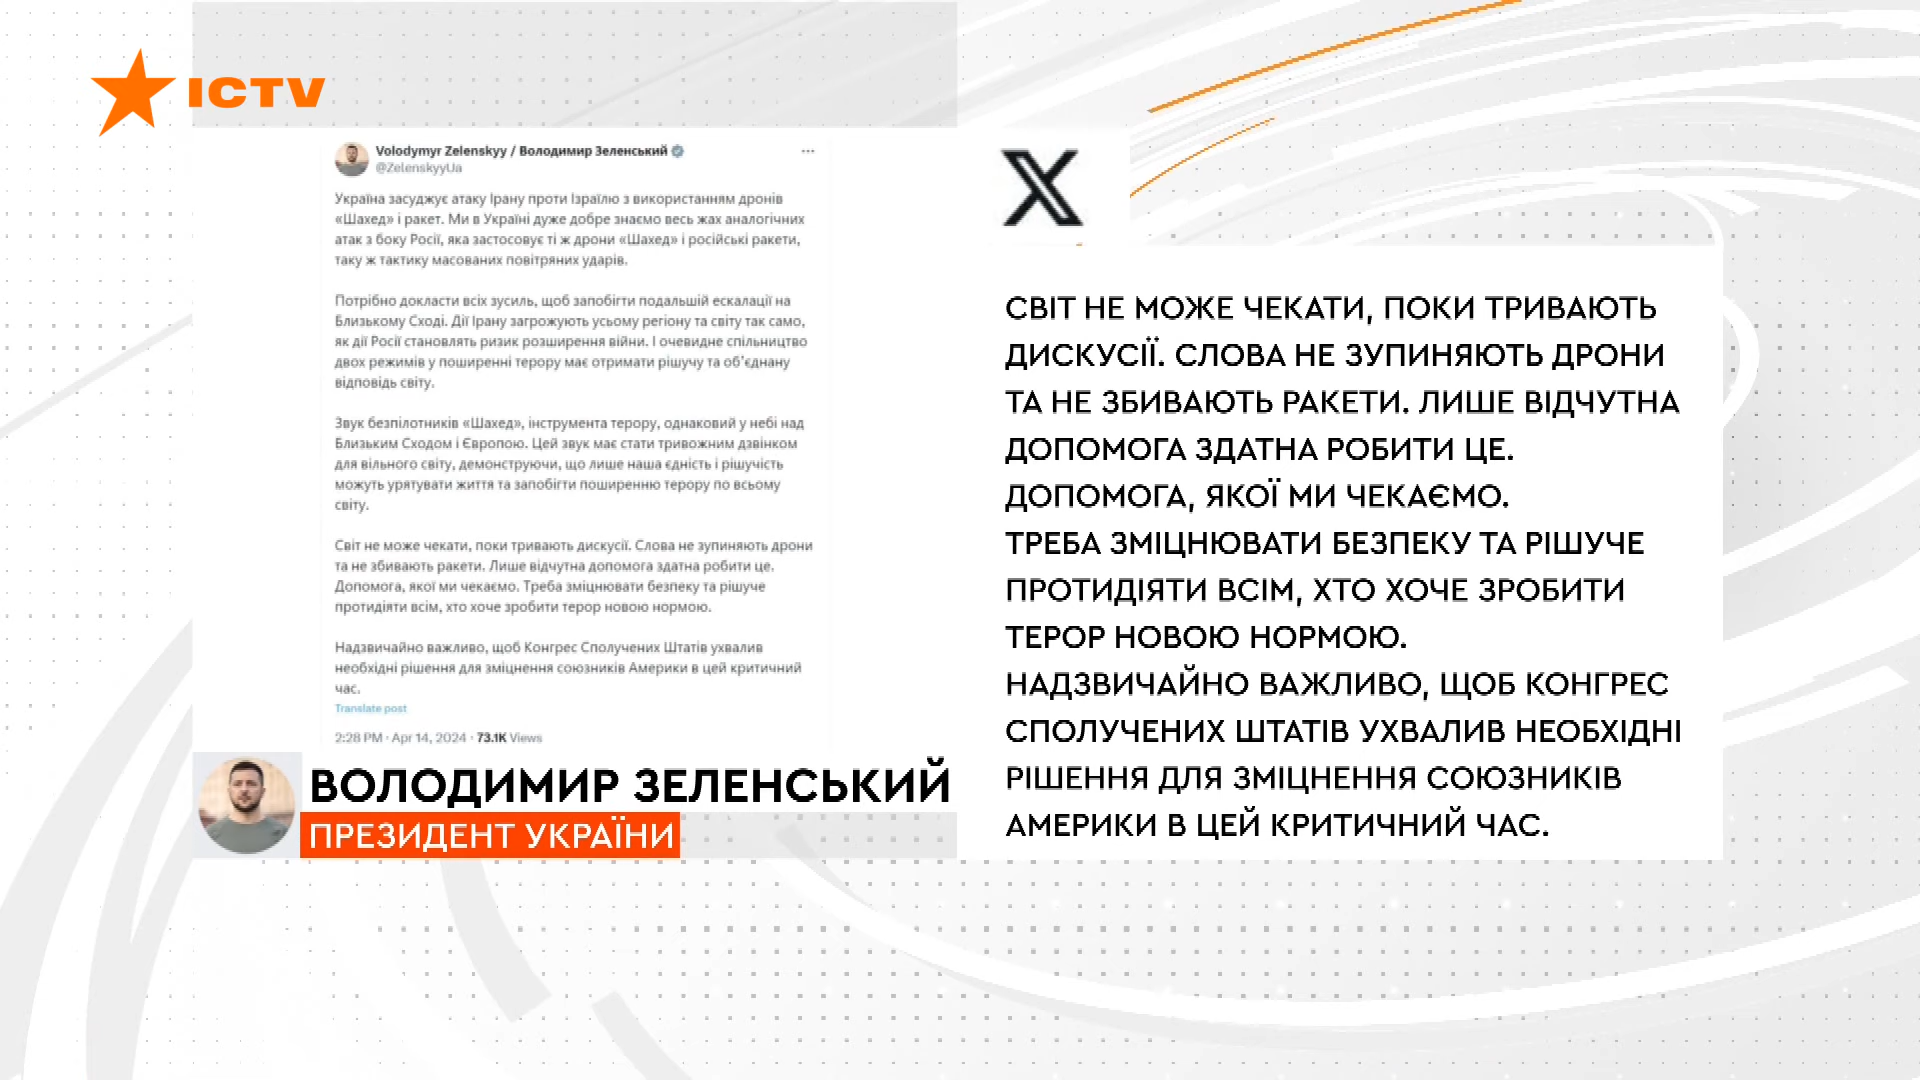 ICTV
Volodymyr Zelenskyy / Володимир Зеленський
@ZelenskyyUa
Україна засуджує атаку Ірану проти Ізраїлю з використанням дронів
«Шахед» і ракет. Ми в Україні дуже добре знаємо весь жах аналогічних
атак з боку Росії, яка застосовує ті ж дрони «Шахед» і російські ракети,
таку ж тактику масованих повітряних ударів.
Потрібно докласти всіх зусиль, щоб запобігти подальшій ескалації на
Близькому Сході. Дії Ірану загрожують усьому регіону та світу так само,
як дії Росії становлять ризик розширення війни. І очевидне спільництво
двох режимів у поширенні терору має отримати рішучу та об'єднану
відповідь світу.
Звук безпілотників «Шахед», інструмента терору, однаковий у небі над
Близьким Сходом і Європою. Цей звук має стати тривожним дзвінком
для вільного світу, демонструючи, що лише наша єдність і рішучість
можуть урятувати життя та запобігти поширенню терору по всьому
світу.
Світ не може чекати, поки тривають дискусії. Слова не зупиняють дрони
та не збивають ракети. Лише відчутна допомога здатна робити це.
Допомога, якої ми чекаємо. Треба зміцнювати безпеку та рішуче
протидіяти всім, хто хоче зробити терор новою нормою.
Надзвичайно важливо, щоб Конгрес Сполучених Штатів ухвалив
необхідні рішення для зміцнення союзників Америки в цей критичний
час.
Translate post
2:28 PM · Apr 14, 2024 · 73.1K Views
ВОЛОДИМИР ЗЕЛЕНСЬКИЙ
ПРЕЗИДЕНТ УКРАЇНИ
X
СВІТ НЕ МОЖЕ ЧЕКАТИ, ПОКИ ТРИВАЮТЬ
ДИСКУСІЇ. СЛОВА НЕ ЗУПИНЯЮТЬ ДРОНИ
ТА НЕ ЗБИВАЮТЬ РАКЕТИ. ЛИШЕ ВІДЧУТНА
ДОПОМОГА ЗДАТНА РОБИТИ ЦЕ.
ДОПОМОГА, ЯКОЇ МИ ЧЕКАЄМО.
ТРЕБА ЗМІЦНЮВАТИ БЕЗПЕКУ ТА РІШУЧЕ
ПРОТИДІЯТИ ВСІМ, ХТО ХОЧЕ ЗРОБИТИ
ТЕРОР НОВОЮ НОРМОЮ.
НАДЗВИЧАЙНО ВАЖЛИВО, ЩОБ КОНГРЕС
СПОЛУЧЕНИХ ШТАТІВ УХВАЛИВ НЕОБХІДНІ
РІШЕННЯ ДЛЯ ЗМІЦНЕННЯ СОЮЗНИКІВ
АМЕРИКИ В ЦЕЙ КРИТИЧНИЙ ЧАС.